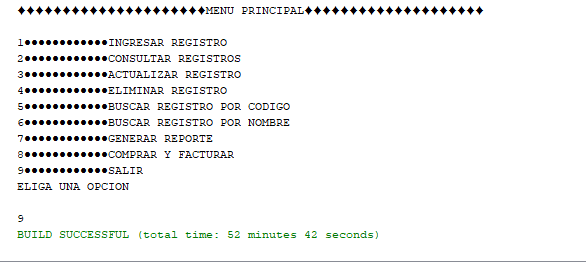 ♦♦♦♦♦♦♦♦♦♦♦♦♦♦♦♦♦♦♦♦♦MENU PRINCIPAL♦♦♦♦♦♦♦♦♦♦♦♦♦♦♦♦♦♦♦♦
1●●●●●●●●●●●●INGRESAR REGISTRO
2●●●●●●●●●●●●CONSULTAR REGISTROS
3●●●●●●●●●●●●ACTUALIZAR REGISTRO
4●●●●●●●●●●●●ELIMINAR REGISTRO
5●●●●●●●●●●●●BUSCAR REGISTRO POR CODIGO
6●●●●●●●●●●●●BUSCAR REGISTRO POR NOMBRE
7●●●●●●●●●●●●GENERAR REPORTE
8●●●●●●●●●●●●COMPRAR Y FACTURAR
9●●●●●●●●●●●●SALIR
ELIGA UNA OPCION
9
BUILD SUCCESSFUL (total time: 52 minutes 42 seconds)